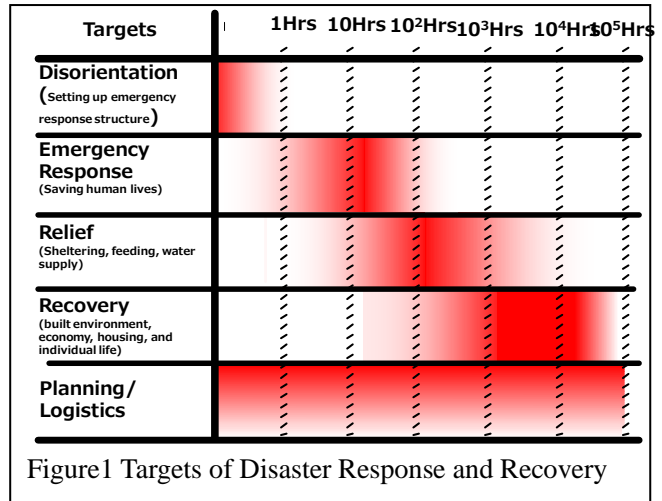 Targets 1Hrs 10Hrs 10²Hrs 10³Hrs 10⁴Hrs 10⁵Hrs
Disorientation
(Setting up emergency
response structure)
Emergency
Response
(Saving human lives)
Relief
(Sheltering, feeding, water
supply)
Recovery
(built environment,
economy, housing, and
individual life)
Planning/
Logistics
Figure1 Targets of Disaster Response and Recovery